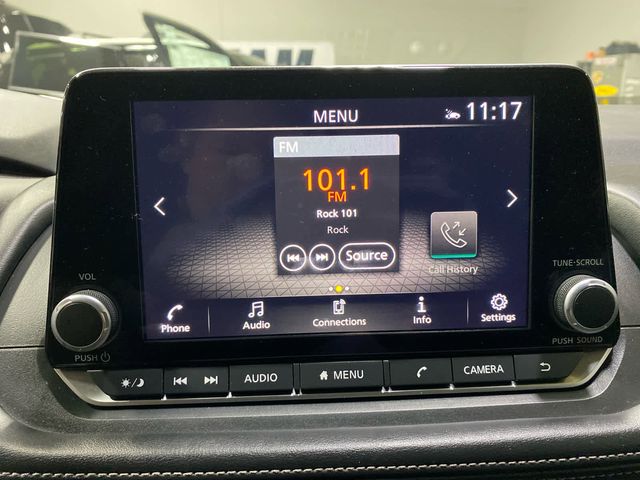 MENU
11:17
FM
101.1
FM
Rock 101
Rock
Source
Call History
Phone
Audio
Connections
Info
Settings
VOL
PUSH
TUNE·SCROLL
PUSH SOUND
AUDIO
MENU
CAMERA